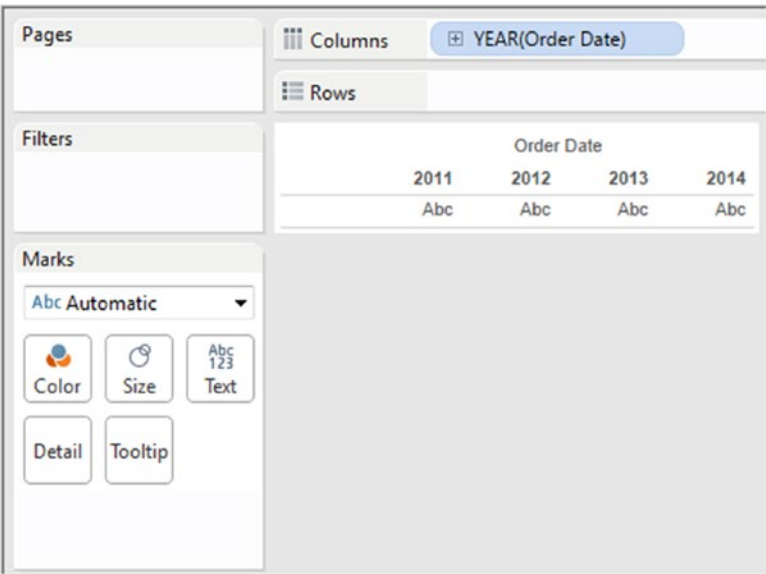 Pages
Columns
YEAR(Order Date)
Rows
Filters
Order Date
2011 2012 2013 2014
Abc Abc Abc Abc
Marks
Abc Automatic
Color
Size
Abc
123
Text
Detail
Tooltip